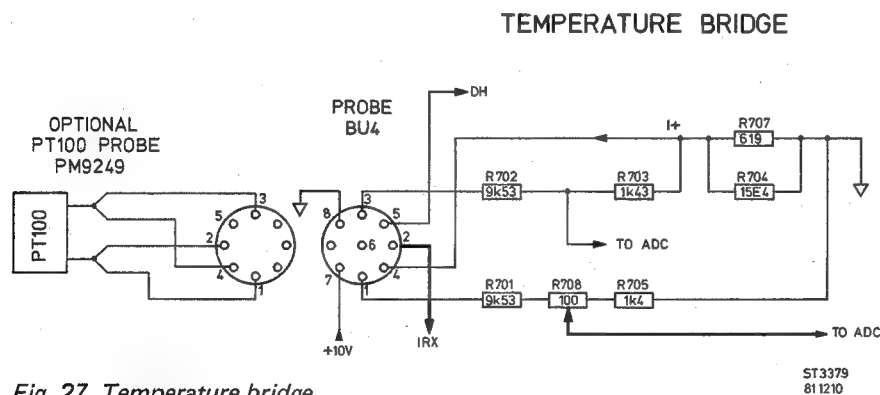 TEMPERATURE BRIDGE
OPTIONAL
PT100 PROBE
PM9249
PROBE
BU4
DH
I+
R707
619
R704
15E4
R702
9k53
R703
1k43
TO ADC
PT100
3
5
2
4
1
3
8
5
6
2
7
4
1
R701
9k53
R708
100
R705
1k4
TO ADC
+10V
IRX
Fig. 27 Temperature bridge
ST3379
811210